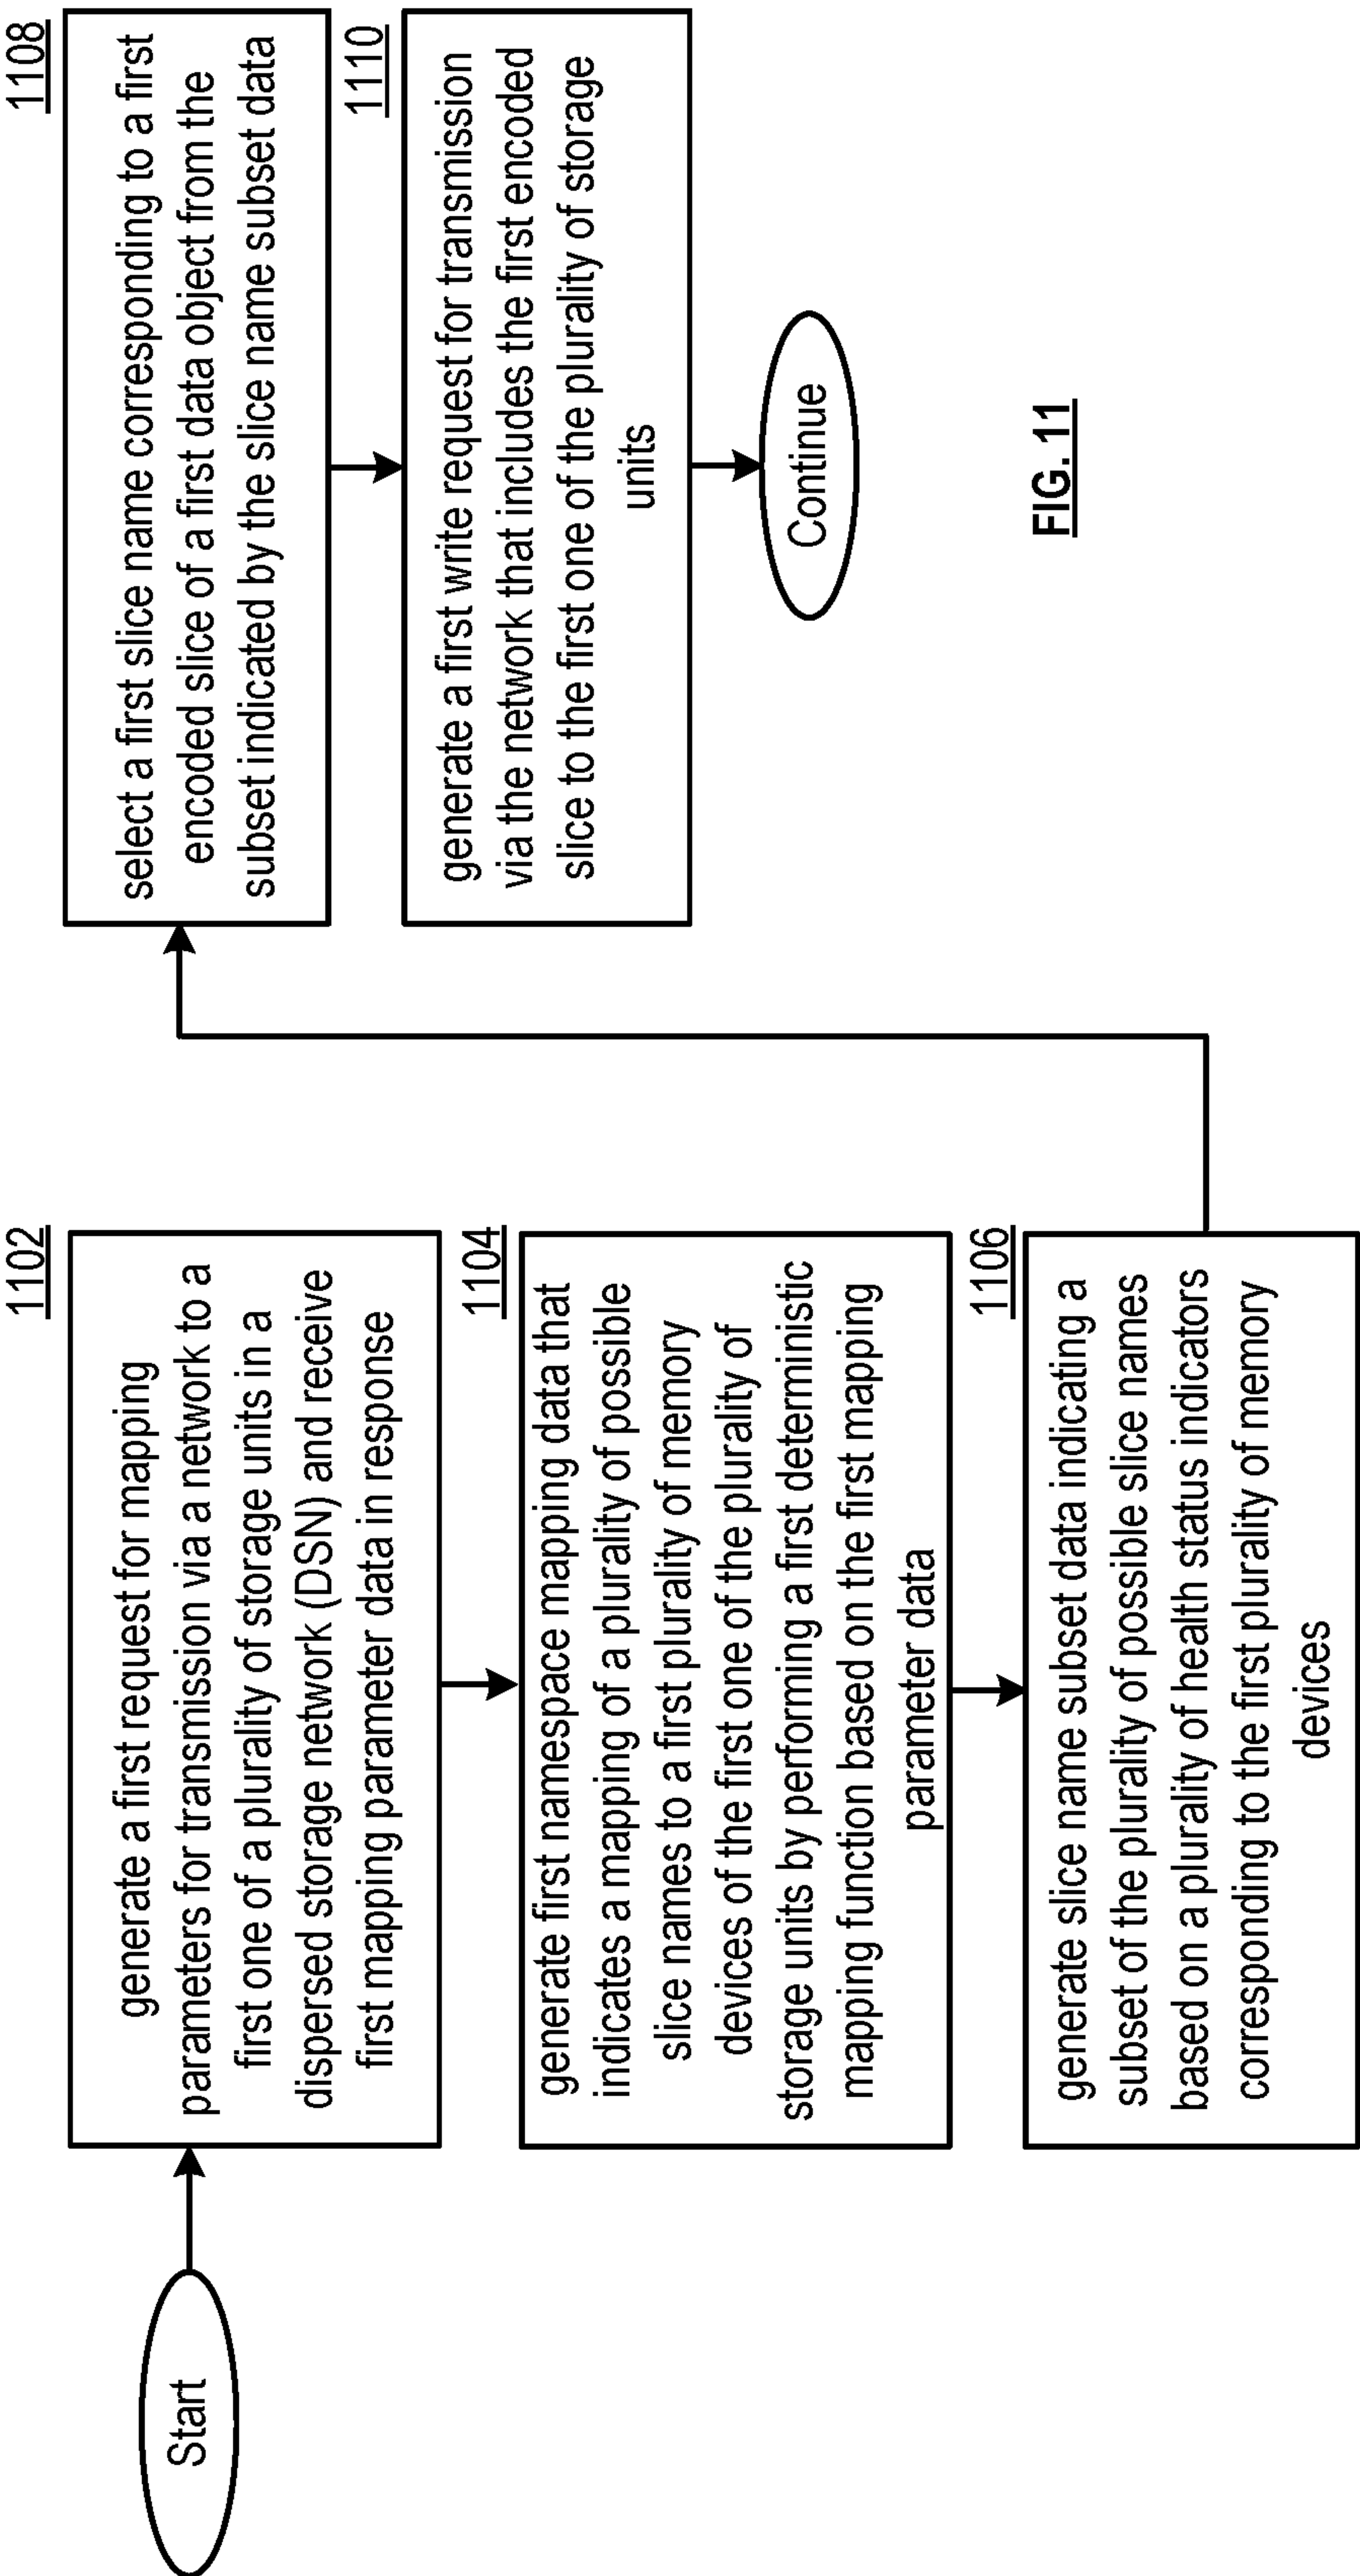 Start
1102
generate a first request for mapping
parameters for transmission via a network to a
first one of a plurality of storage units in a
dispersed storage network (DSN) and receive
first mapping parameter data in response
1104
generate first namespace mapping data that
indicates a mapping of a plurality of possible
slice names to a first plurality of memory
devices of the first one of the plurality of
storage units by performing a first deterministic
mapping function based on the first mapping
parameter data
1106
generate slice name subset data indicating a
subset of the plurality of possible slice names
based on a plurality of health status indicators
corresponding to the first plurality of memory
devices
1108
select a first slice name corresponding to a first
encoded slice of a first data object from the
subset indicated by the slice name subset data
1110
generate a first write request for transmission
via the network that includes the first encoded
slice to the first one of the plurality of storage
units
Continue
FIG. 11